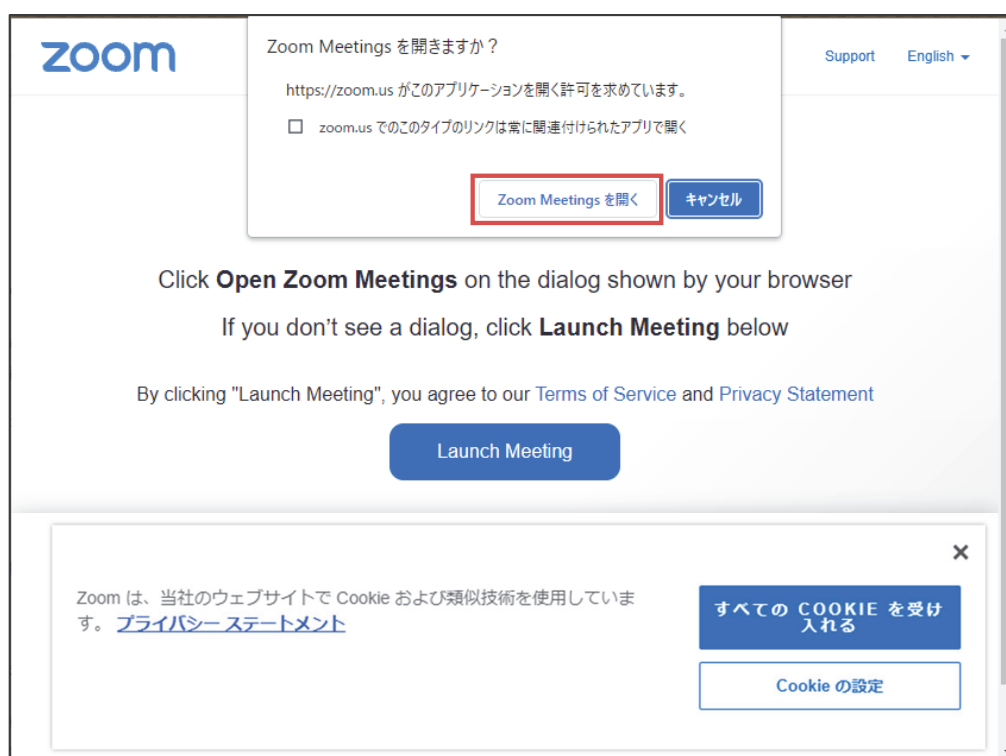 zoom
Support
English
Zoom Meetings を開きますか？
https://zoom.us がこのアプリケーションを開く許可を求めています。
zoom.us でのこのタイプのリンクは常に関連付けられたアプリで開く
Zoom Meetings を開く
キャンセル
Click Open Zoom Meetings on the dialog shown by your browser
If you don’t see a dialog, click Launch Meeting below
By clicking "Launch Meeting", you agree to our Terms of Service and Privacy Statement
Launch Meeting
Zoom は、当社のウェブサイトで Cookie および類似技術を使用していま
す。 プライバシー ステートメント
すべての COOKIE を受け
入れる
Cookie の設定